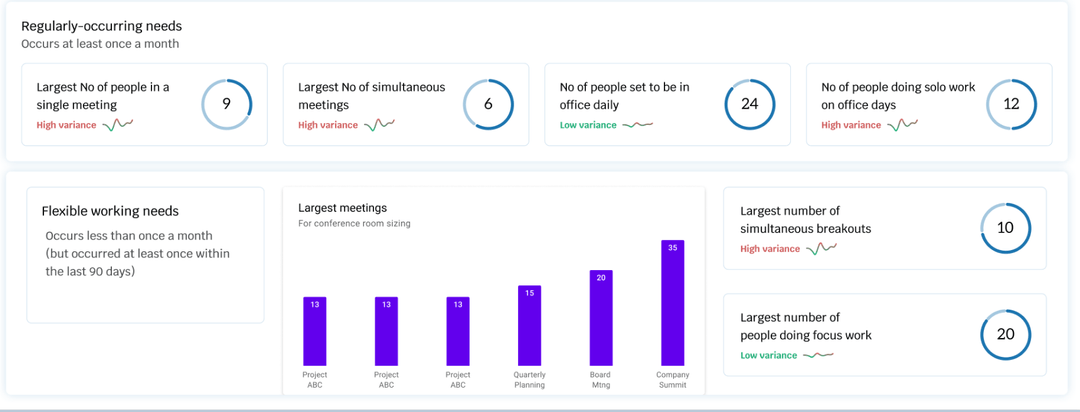 Regularly-occurring needs
Occurs at least once a month
Largest No of people in a
single meeting
High variance
9
Largest No of simultaneous
meetings
High variance
6
No of people set to be in
office daily
Low variance
24
No of people doing solo work
on office days
High variance
12
Flexible working needs
Occurs less than once a month
(but occurred at least once within
the last 90 days)
Largest meetings
For conference room sizing
13
13
13
15
20
35
Project
ABC
Project
ABC
Project
ABC
Quarterly
Planning
Board
Mtng
Company
Summit
Largest number of
simultaneous breakouts
High variance
10
Largest number of
people doing focus work
Low variance
20